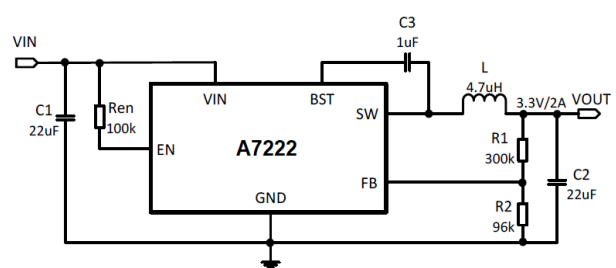 C3
1uF
VIN
L
4.7uH
VIN
BST
3.3V/2A
VOUT
C1
22uF
Ren
100k
SW
R1
300k
EN
A7222
FB
C2
22uF
GND
R2
96k